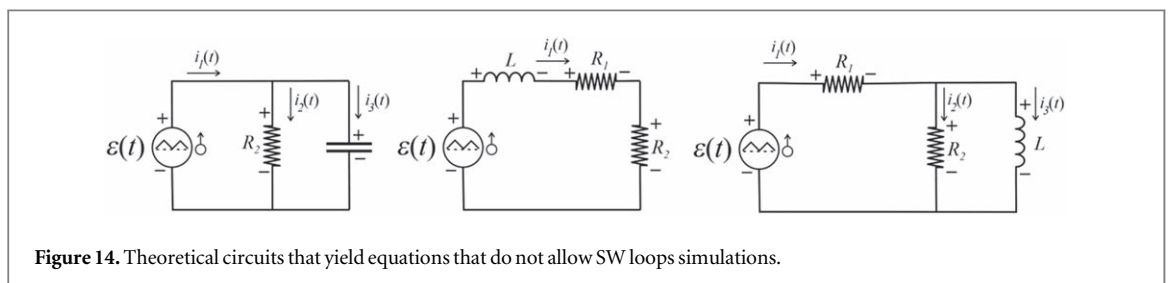 i₁(t)
i₂(t)
i₃(t)
+
+
+
ε(t)
R₂
−
−
−
L
i₁(t)
R₁
+
−
+
−
+
+
ε(t)
R₂
−
−
i₁(t)
R₁
+
−
i₂(t)
+
i₃(t)
+
+
ε(t)
R₂
L
−
−
−
Figure 14. Theoretical circuits that yield equations that do not allow SW loops simulations.